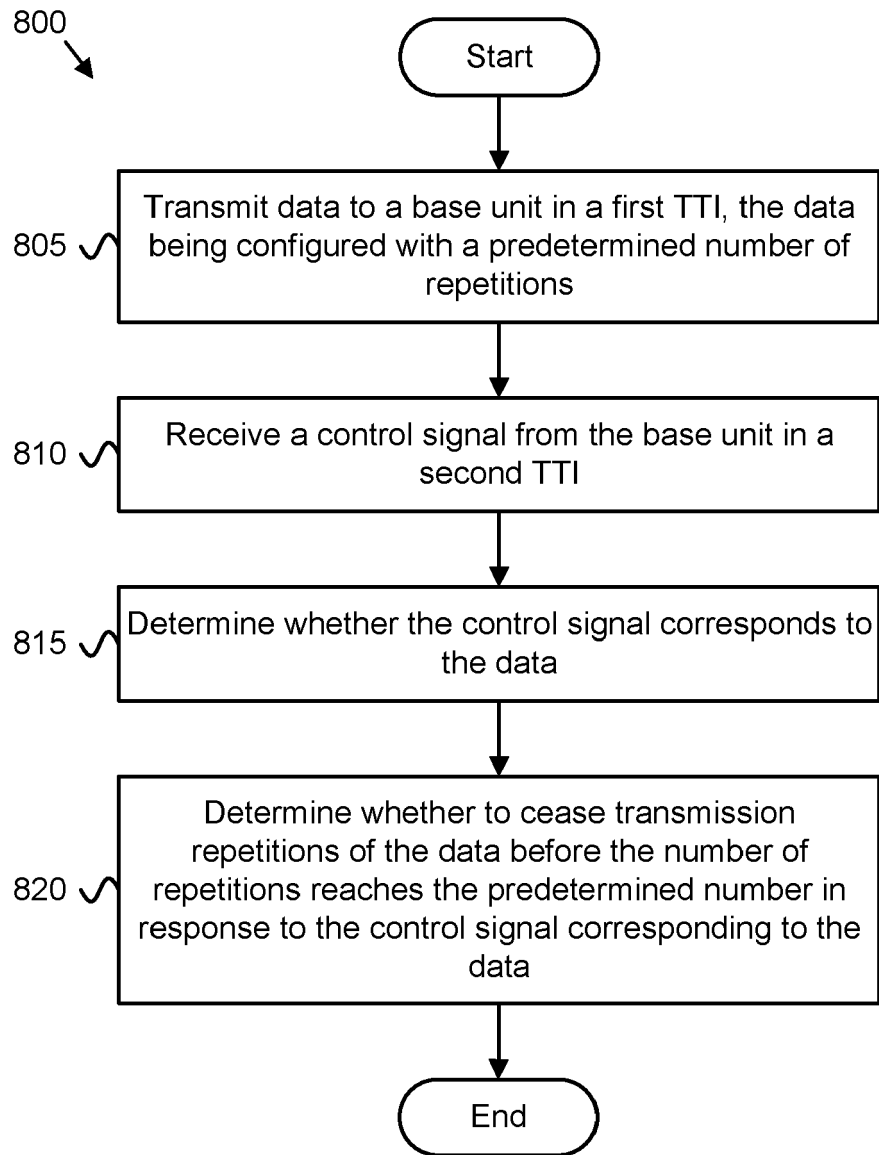 800
Start
805
Transmit data to a base unit in a first TTI, the data
being configured with a predetermined number of
repetitions
810
Receive a control signal from the base unit in a
second TTI
815
Determine whether the control signal corresponds to
the data
820
Determine whether to cease transmission
repetitions of the data before the number of
repetitions reaches the predetermined number in
response to the control signal corresponding to the
data
End